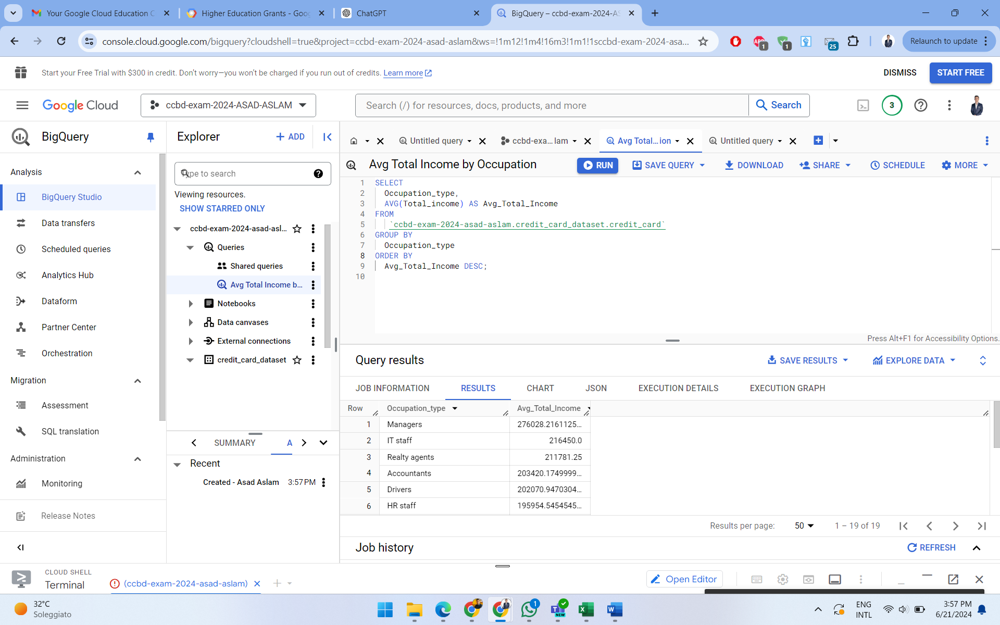 Your Google Cloud Education C
Higher Education Grants - Goo
ChatGPT
BigQuery – ccbd-exam-2024-AS
console.cloud.google.com/bigquery?cloudshell=true&project=ccbd-exam-2024-asad-aslam&ws=!1m12!1m4!16m3!1m1!1sccbd-exam-2024-asa...
1
1
25
Relaunch to update
Start your Free Trial with $300 in credit. Don't worry—you won't be charged if you run out of credits. Learn more
DISMISS
START FREE
Google Cloud
ccbd-exam-2024-ASAD-ASLAM
Search (/) for resources, docs, products, and more
Search
3
BigQuery
Analysis
BigQuery Studio
Data transfers
Scheduled queries
Analytics Hub
Dataform
Partner Center
Orchestration
Migration
Assessment
SQL translation
Administration
Monitoring
Release Notes
Explorer
+ ADD
Type to search
Viewing resources.
SHOW STARRED ONLY
ccbd-exam-2024-asad-asl...
Queries
Shared queries
Avg Total Income b...
Notebooks
Data canvases
External connections
credit_card_dataset
SUMMARY
A
Recent
Created - Asad Aslam 3:57 PM
Untitled query
ccbd-exa... lam
Avg Total...ion
Untitled query
Avg Total Income by Occupation
RUN
SAVE QUERY
DOWNLOAD
SHARE
SCHEDULE
MORE
1 SELECT
2 Occupation_type,
3 AVG(Total_income) AS Avg_Total_Income
4 FROM
5 `ccbd-exam-2024-asad-aslam.credit_card_dataset.credit_card`
6 GROUP BY
7 Occupation_type
8 ORDER BY
9 Avg_Total_Income DESC;
10
Press Alt+F1 for Accessibility Options.
Query results
SAVE RESULTS
EXPLORE DATA
JOB INFORMATION
RESULTS
CHART
JSON
EXECUTION DETAILS
EXECUTION GRAPH
Row Occupation_type Avg_Total_Income
1 Managers 276028.2161125...
2 IT staff 216450.0
3 Realty agents 211781.25
4 Accountants 203420.1749999...
5 Drivers 202070.9470304...
6 HR staff 195954.5454545...
Results per page: 50 1 – 19 of 19
Job history
REFRESH
CLOUD SHELL
Terminal
(ccbd-exam-2024-asad-aslam)
Open Editor
32°C
Soleggiato
1
NEW
ENG
INTL
3:57 PM
6/21/2024